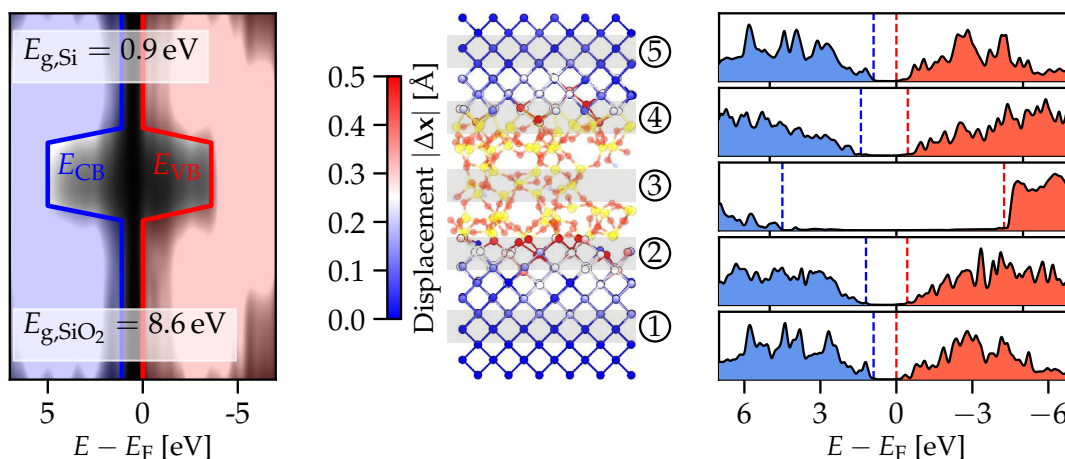 E_g,Si = 0.9 eV
E_CB
E_VB
E_g,SiO₂ = 8.6 eV
5 0 -5
E − E_F [eV]
0.5
0.4
0.3
0.2
0.1
0.0
Displacement |Δx| [Å]
⑤
④
③
②
①
6 3 0 −3 −6
E − E_F [eV]